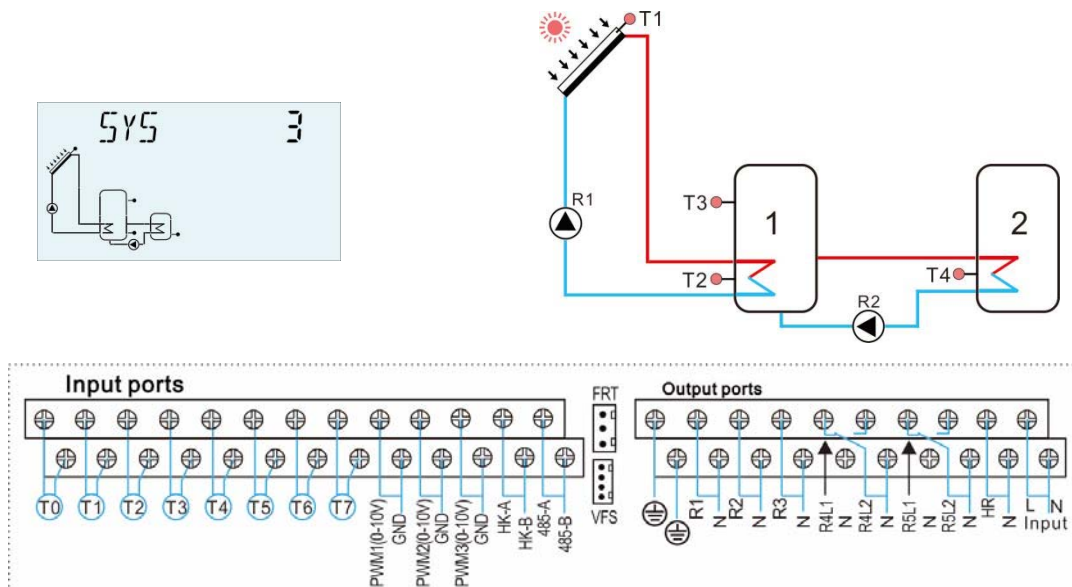 SYS 3
T1
R1
T3
1
T2
2
T4
R2
Input ports
FRT
VFS
Output ports
T0 T1 T2 T3 T4 T5 T6 T7
PWM1(0-10V)
GND
PWM2(0-10V)
GND
PWM3(0-10V)
GND
HK-A
HK-B
485-A
485-B
R1
N
R2
N
R3
N
R4L1
N
R4L2
N
R5L1
N
R5L2
N
HR
N
L N
Input